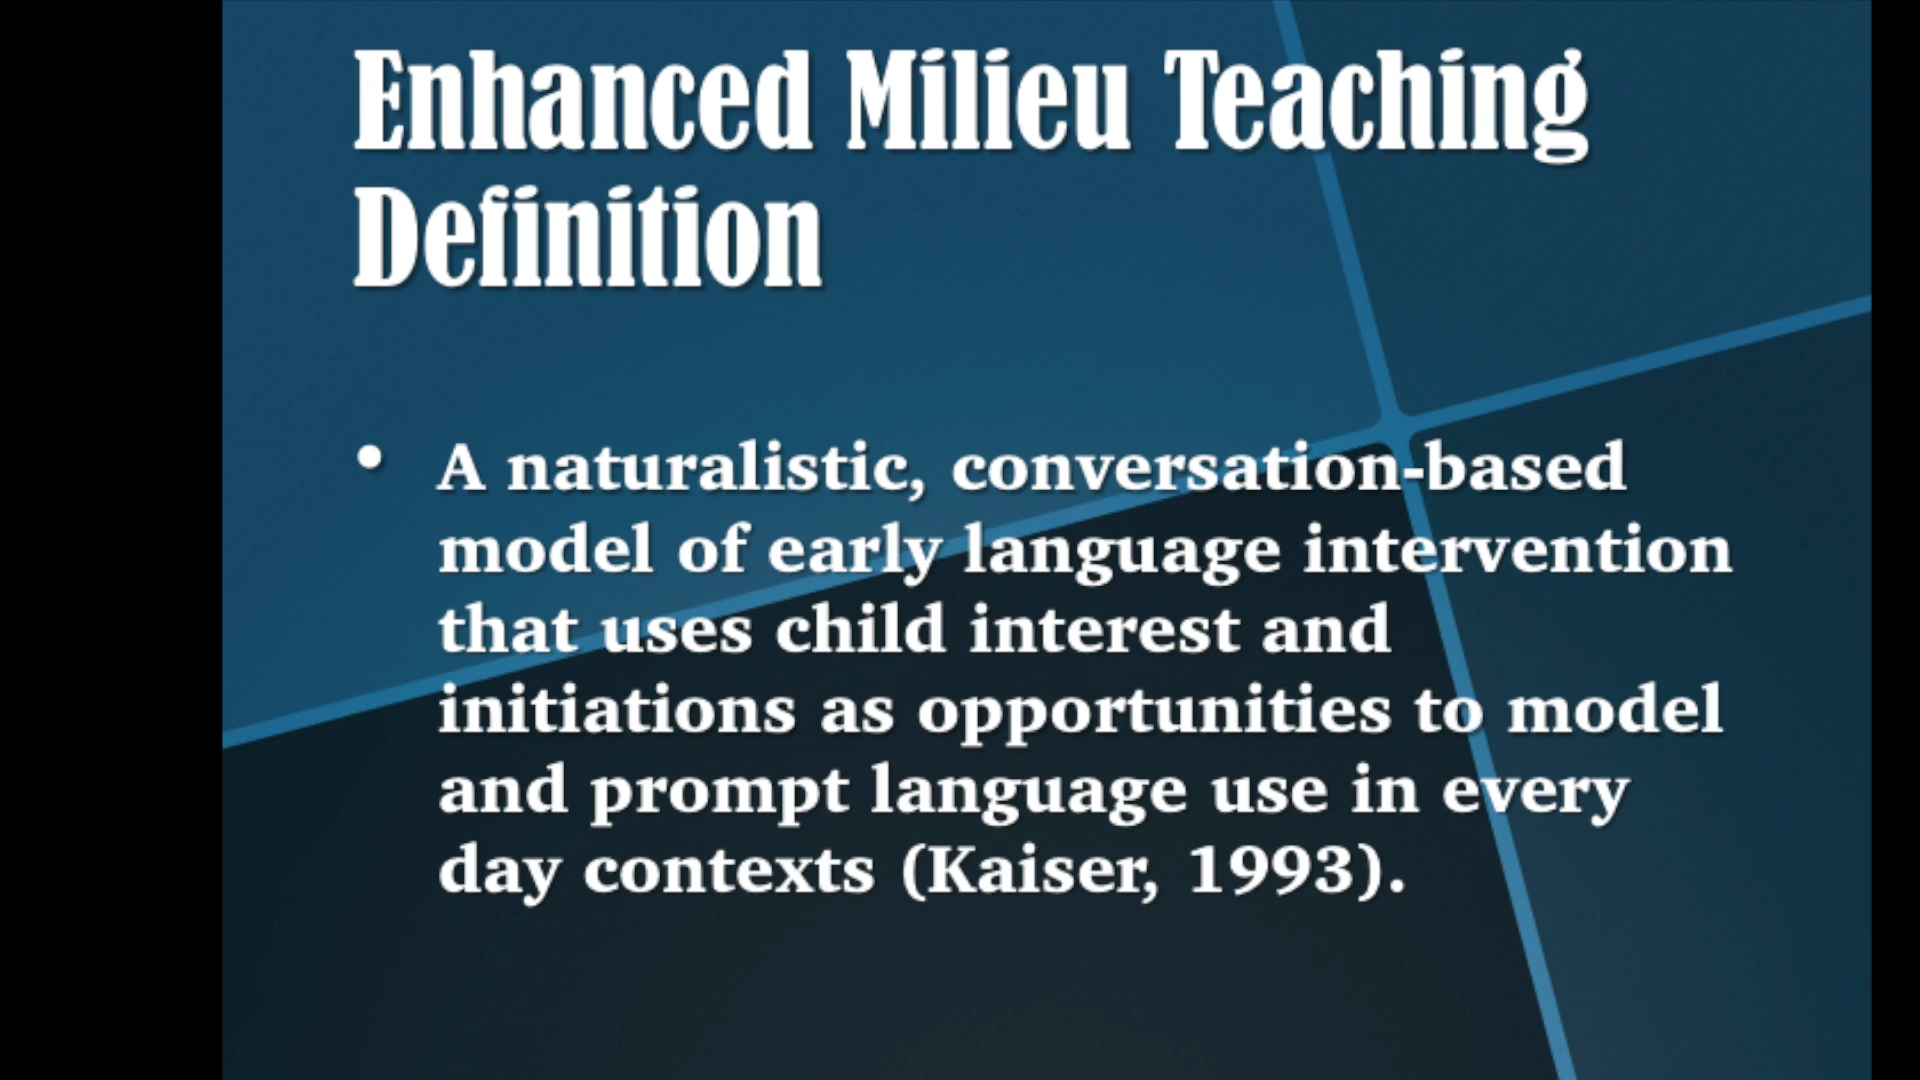 Enhanced Milieu Teaching
Definition
• A naturalistic, conversation-based
model of early language intervention
that uses child interest and
initiations as opportunities to model
and prompt language use in every
day contexts (Kaiser, 1993).